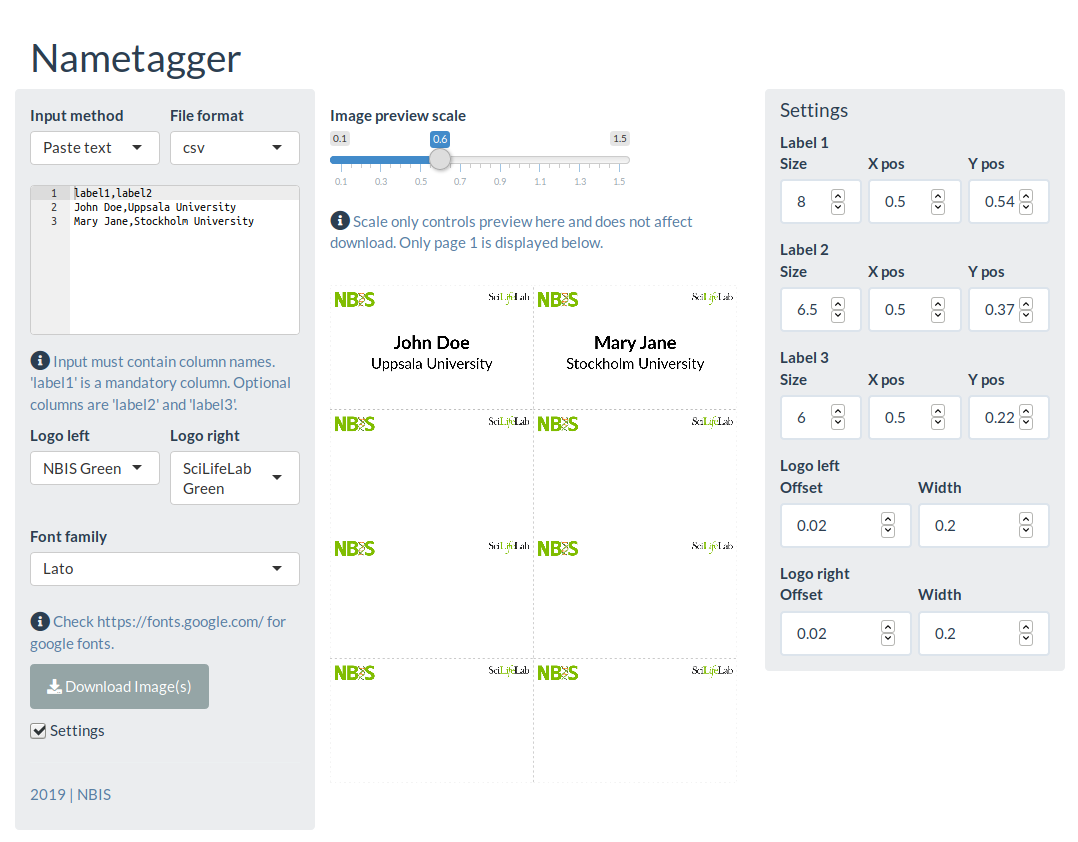 Nametagger
Input method
File format
Paste text
csv
1 label1,label2
2 John Doe,Uppsala University
3 Mary Jane,Stockholm University
Input must contain column names.
'label1' is a mandatory column. Optional
columns are 'label2' and 'label3'.
Logo left
Logo right
NBIS Green
SciLifeLab
Green
Font family
Lato
Check https://fonts.google.com/ for
google fonts.
Download Image(s)
Settings
2019 | NBIS
Image preview scale
0.1 0.6 1.5
0.1 0.3 0.5 0.7 0.9 1.1 1.3 1.5
Scale only controls preview here and does not affect
download. Only page 1 is displayed below.
NBIS SciLifeLab NBIS SciLifeLab
John Doe
Uppsala University
Mary Jane
Stockholm University
NBIS SciLifeLab NBIS SciLifeLab
NBIS SciLifeLab NBIS SciLifeLab
NBIS SciLifeLab NBIS SciLifeLab
Settings
Label 1
Size X pos Y pos
8 0.5 0.54
Label 2
Size X pos Y pos
6.5 0.5 0.37
Label 3
Size X pos Y pos
6 0.5 0.22
Logo left
Offset Width
0.02 0.2
Logo right
Offset Width
0.02 0.2